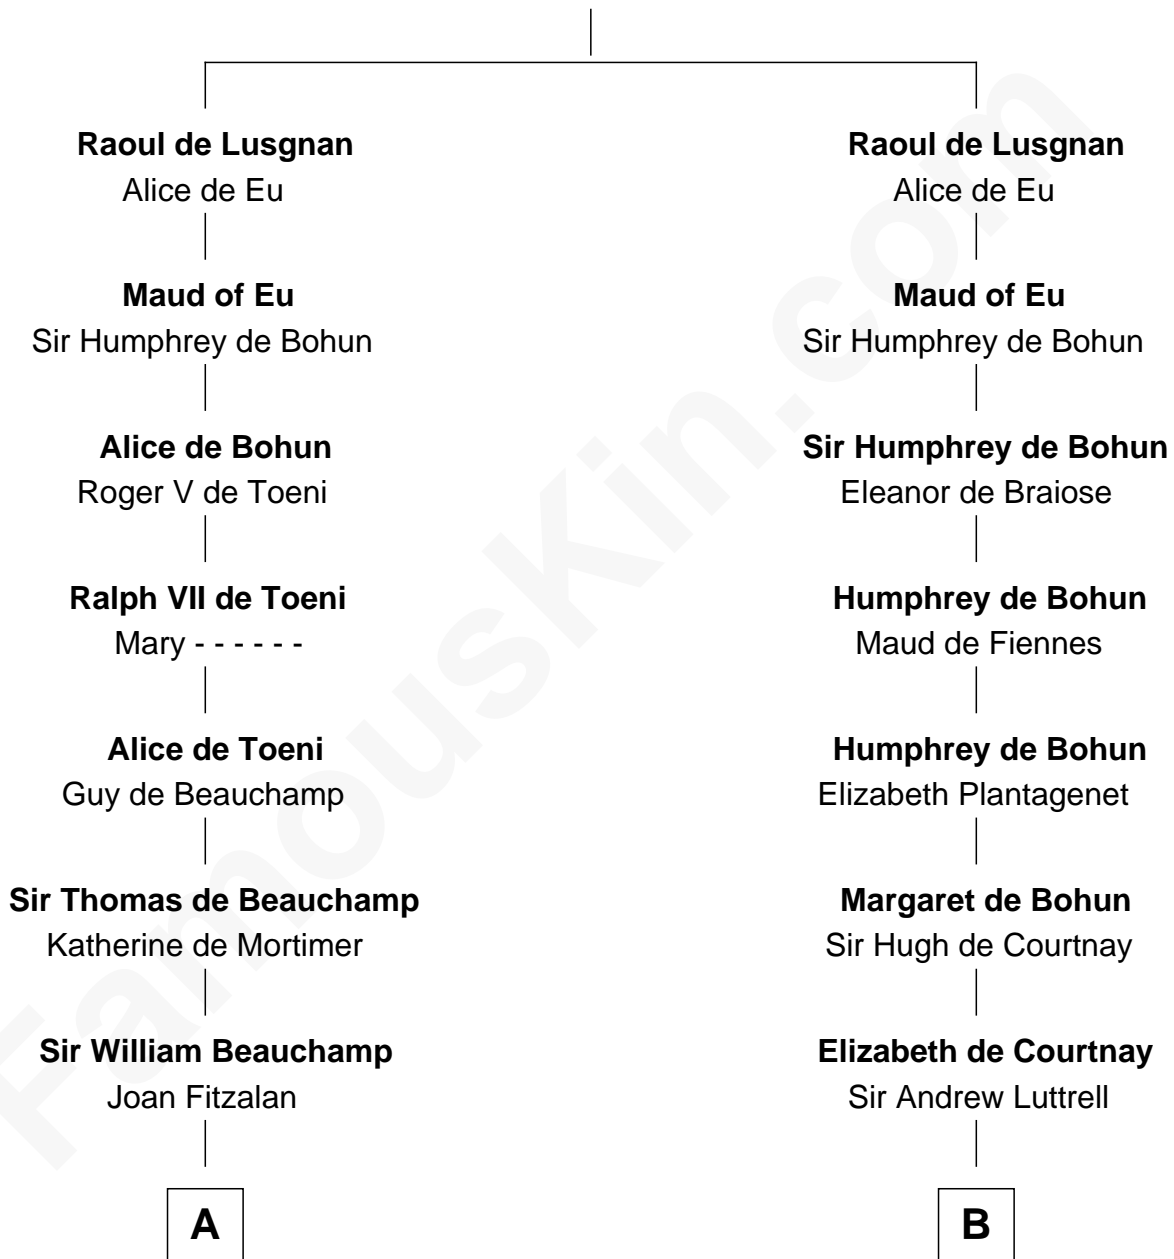 Raoul de Lusgnan
Alice de Eu
Maud of Eu
Sir Humphrey de Bohun
Alice de Bohun
Roger V de Toeni
Ralph VII de Toeni
Mary - - - - - -
Alice de Toeni
Guy de Beauchamp
Sir Thomas de Beauchamp
Katherine de Mortimer
Sir William Beauchamp
Joan Fitzalan
A
Raoul de Lusgnan
Alice de Eu
Maud of Eu
Sir Humphrey de Bohun
Sir Humphrey de Bohun
Eleanor de Braiose
Humphrey de Bohun
Maud de Fiennes
Humphrey de Bohun
Elizabeth Plantagenet
Margaret de Bohun
Sir Hugh de Courtnay
Elizabeth de Courtnay
Sir Andrew Luttrell
B
FamousKin.com